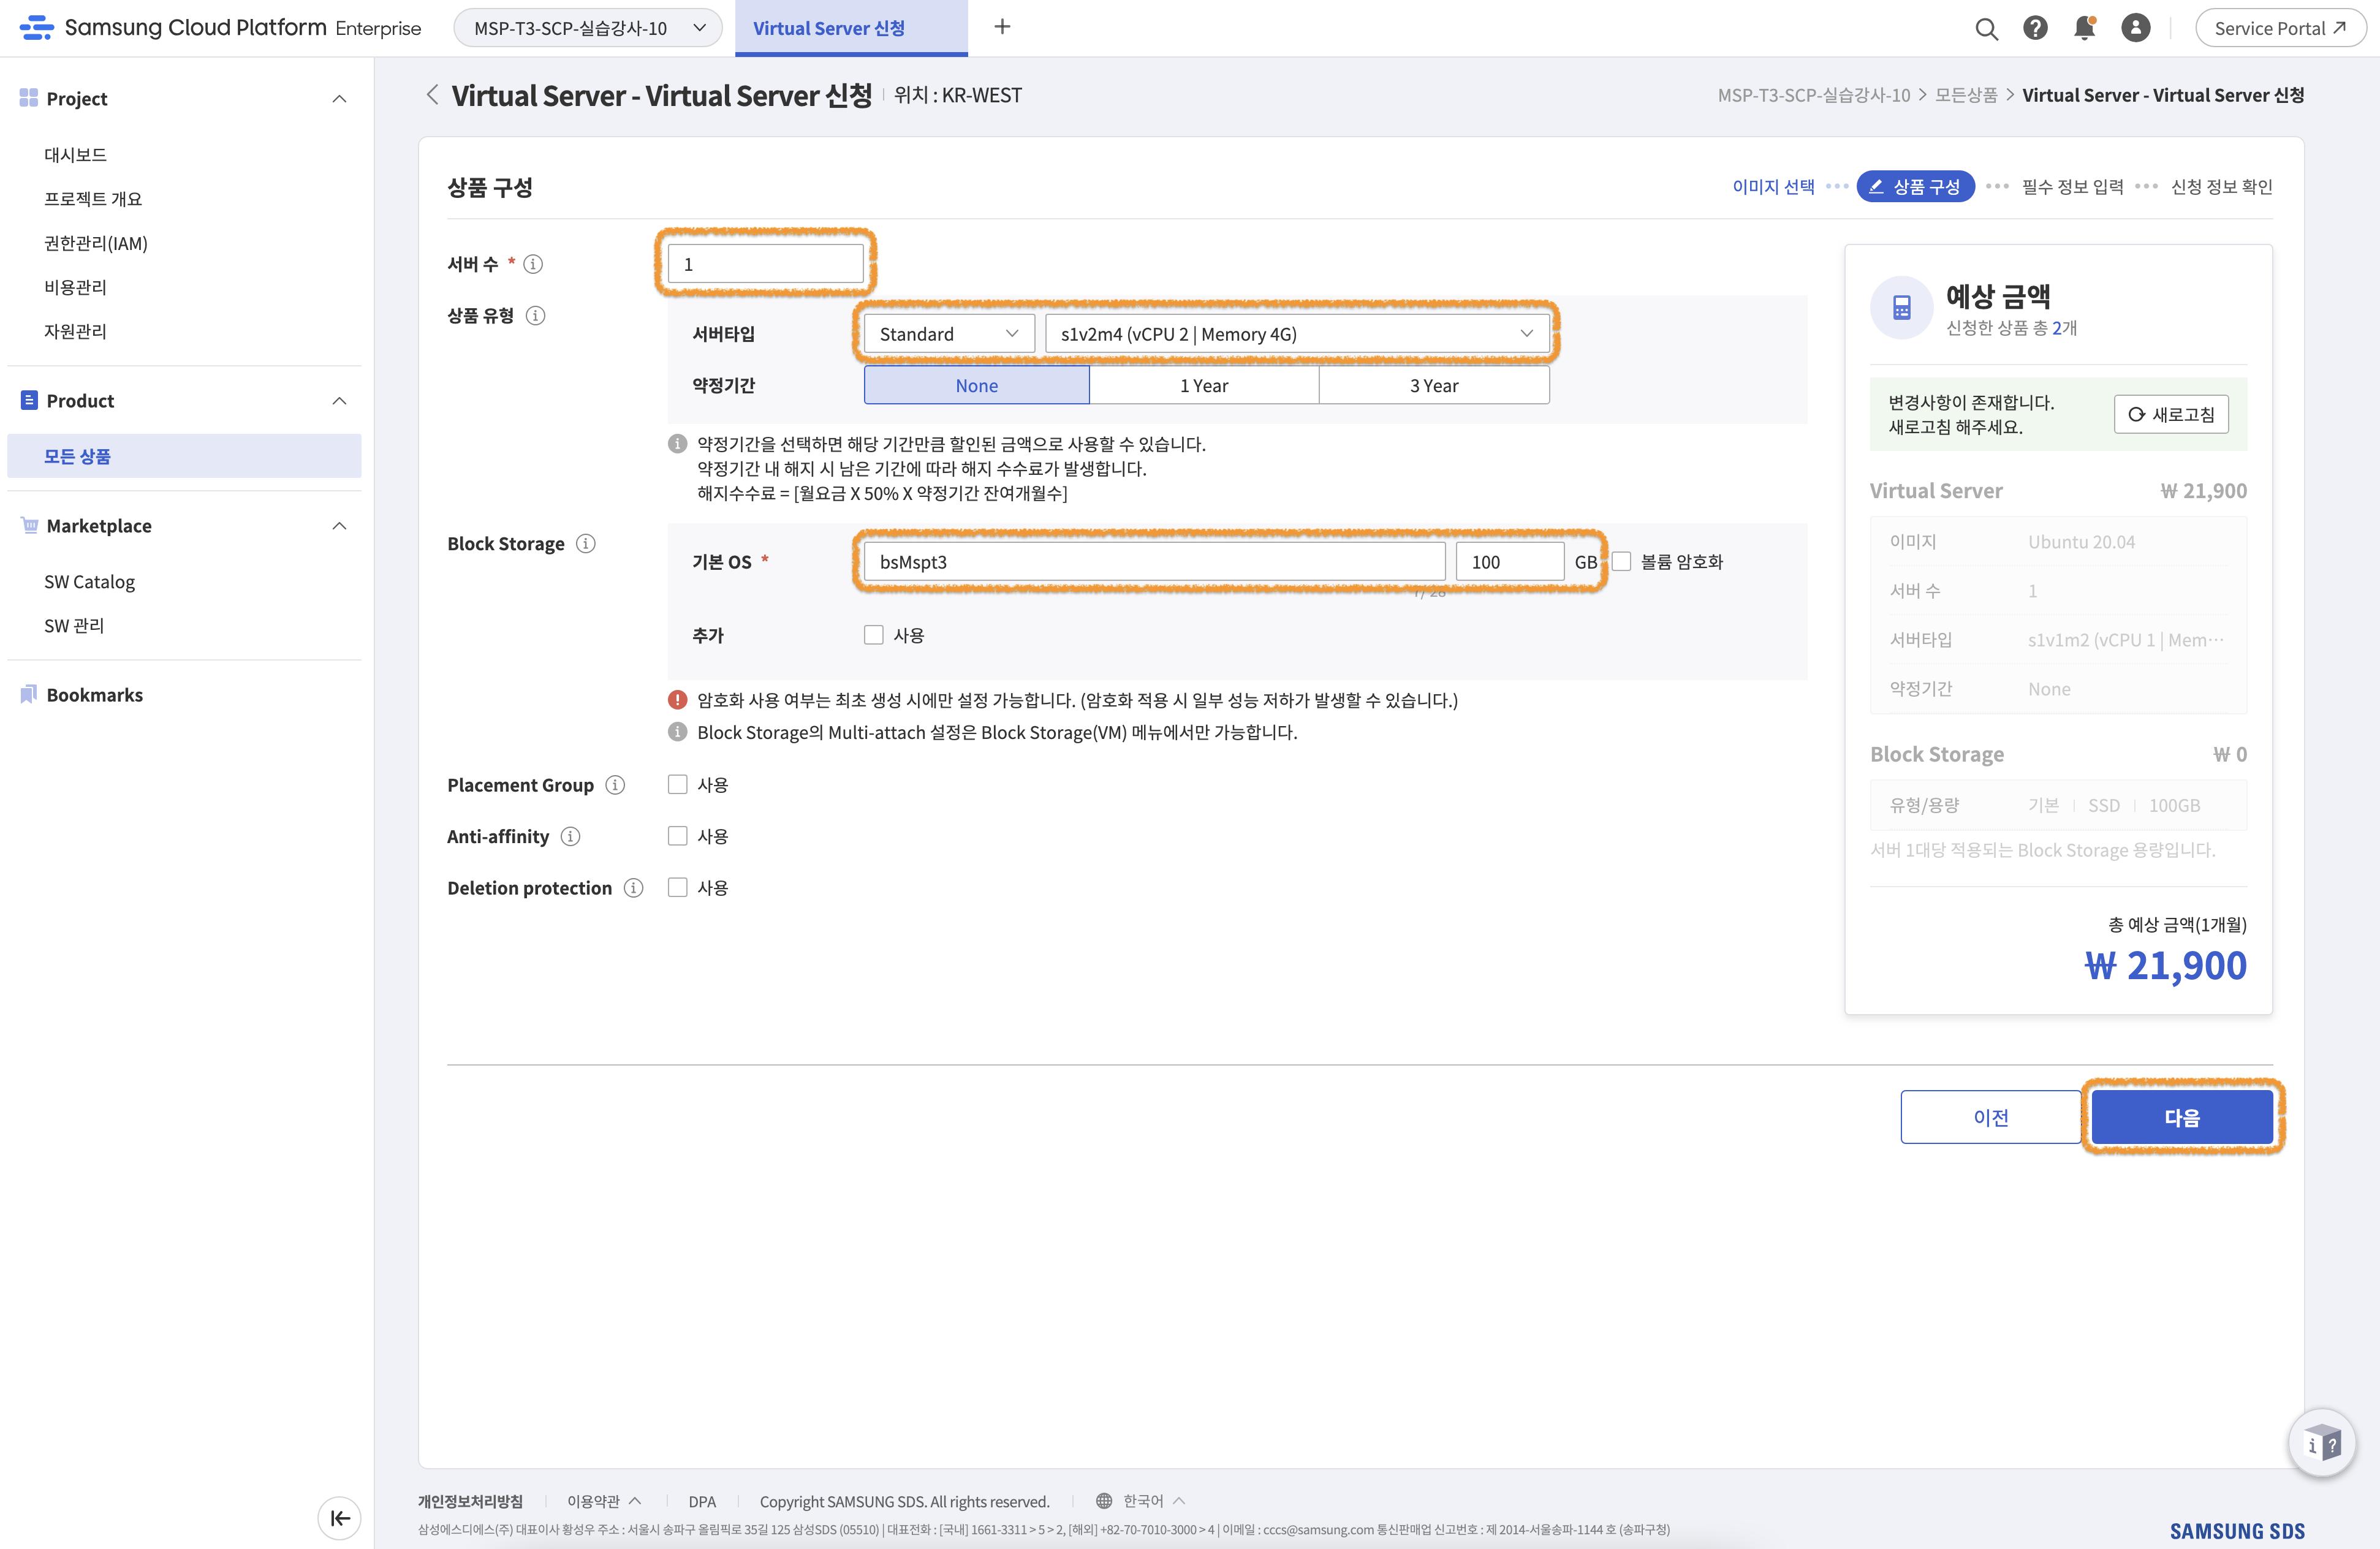 Samsung Cloud Platform Enterprise
MSP-T3-SCP-실습강사-10
Virtual Server 신청
Service Portal
Project
대시보드
프로젝트 개요
권한관리(IAM)
비용관리
자원관리
Product
모든 상품
Marketplace
SW Catalog
SW 관리
Bookmarks
Virtual Server - Virtual Server 신청
위치 : KR-WEST
MSP-T3-SCP-실습강사-10 > 모든상품 > Virtual Server - Virtual Server 신청
상품 구성
이미지 선택
상품 구성
필수 정보 입력
신청 정보 확인
서버 수 *
1
상품 유형
서버타입
Standard
s1v2m4 (vCPU 2 | Memory 4G)
약정기간
None
1 Year
3 Year
약정기간을 선택하면 해당 기간만큼 할인된 금액으로 사용할 수 있습니다.
약정기간 내 해지 시 남은 기간에 따라 해지 수수료가 발생합니다.
해지수수료 = [월요금 X 50% X 약정기간 잔여개월수]
Block Storage
기본 OS *
bsMspt3
100
GB
볼륨 암호화
7/ 28
추가
사용
암호화 사용 여부는 최초 생성 시에만 설정 가능합니다. (암호화 적용 시 일부 성능 저하가 발생할 수 있습니다.)
Block Storage의 Multi-attach 설정은 Block Storage(VM) 메뉴에서만 가능합니다.
Placement Group
사용
Anti-affinity
사용
Deletion protection
사용
예상 금액
신청한 상품 총 2개
변경사항이 존재합니다.
새로고침 해주세요.
새로고침
Virtual Server
₩ 21,900
이미지
Ubuntu 20.04
서버 수
1
서버타입
s1v1m2 (vCPU 1 | Mem···
약정기간
None
Block Storage
₩ 0
유형/용량
기본 | SSD | 100GB
서버 1대당 적용되는 Block Storage 용량입니다.
총 예상 금액(1개월)
₩ 21,900
이전
다음
개인정보처리방침
이용약관
DPA
Copyright SAMSUNG SDS. All rights reserved.
한국어
삼성에스디에스(주) 대표이사 황성우 주소 : 서울시 송파구 올림픽로 35길 125 삼성SDS (05510) | 대표전화 : [국내] 1661-3311 > 5 > 2, [해외] +82-70-7010-3000 > 4 | 이메일 : cccs@samsung.com 통신판매업 신고번호 : 제 2014-서울송파-1144 호 (송파구청)
SAMSUNG SDS